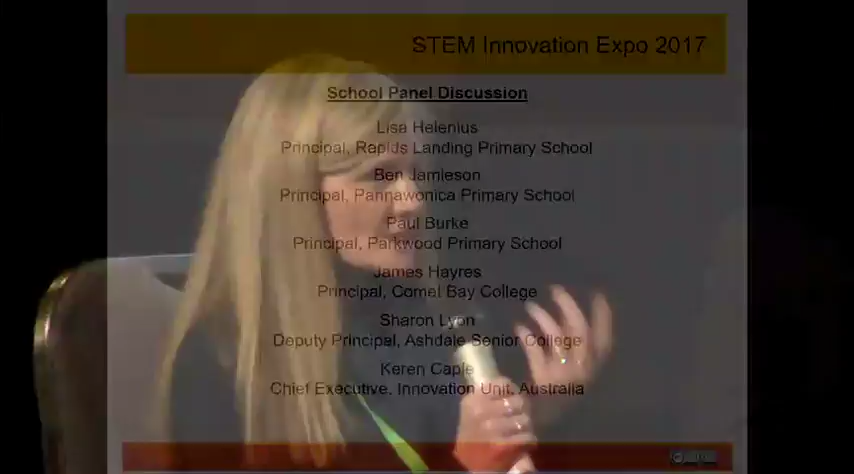 STEM Innovation Expo 2017
School Panel Discussion
Lisa Helenius
Principal, Rapids Landing Primary School
Ben Jamieson
Principal, Pannawonica Primary School
Paul Burke
Principal, Parkwood Primary School
James Hayres
Principal, Comet Bay College
Sharon Lyon
Deputy Principal, Ashdale Senior College
Keren Caple
Chief Executive, Innovation Unit, Australia